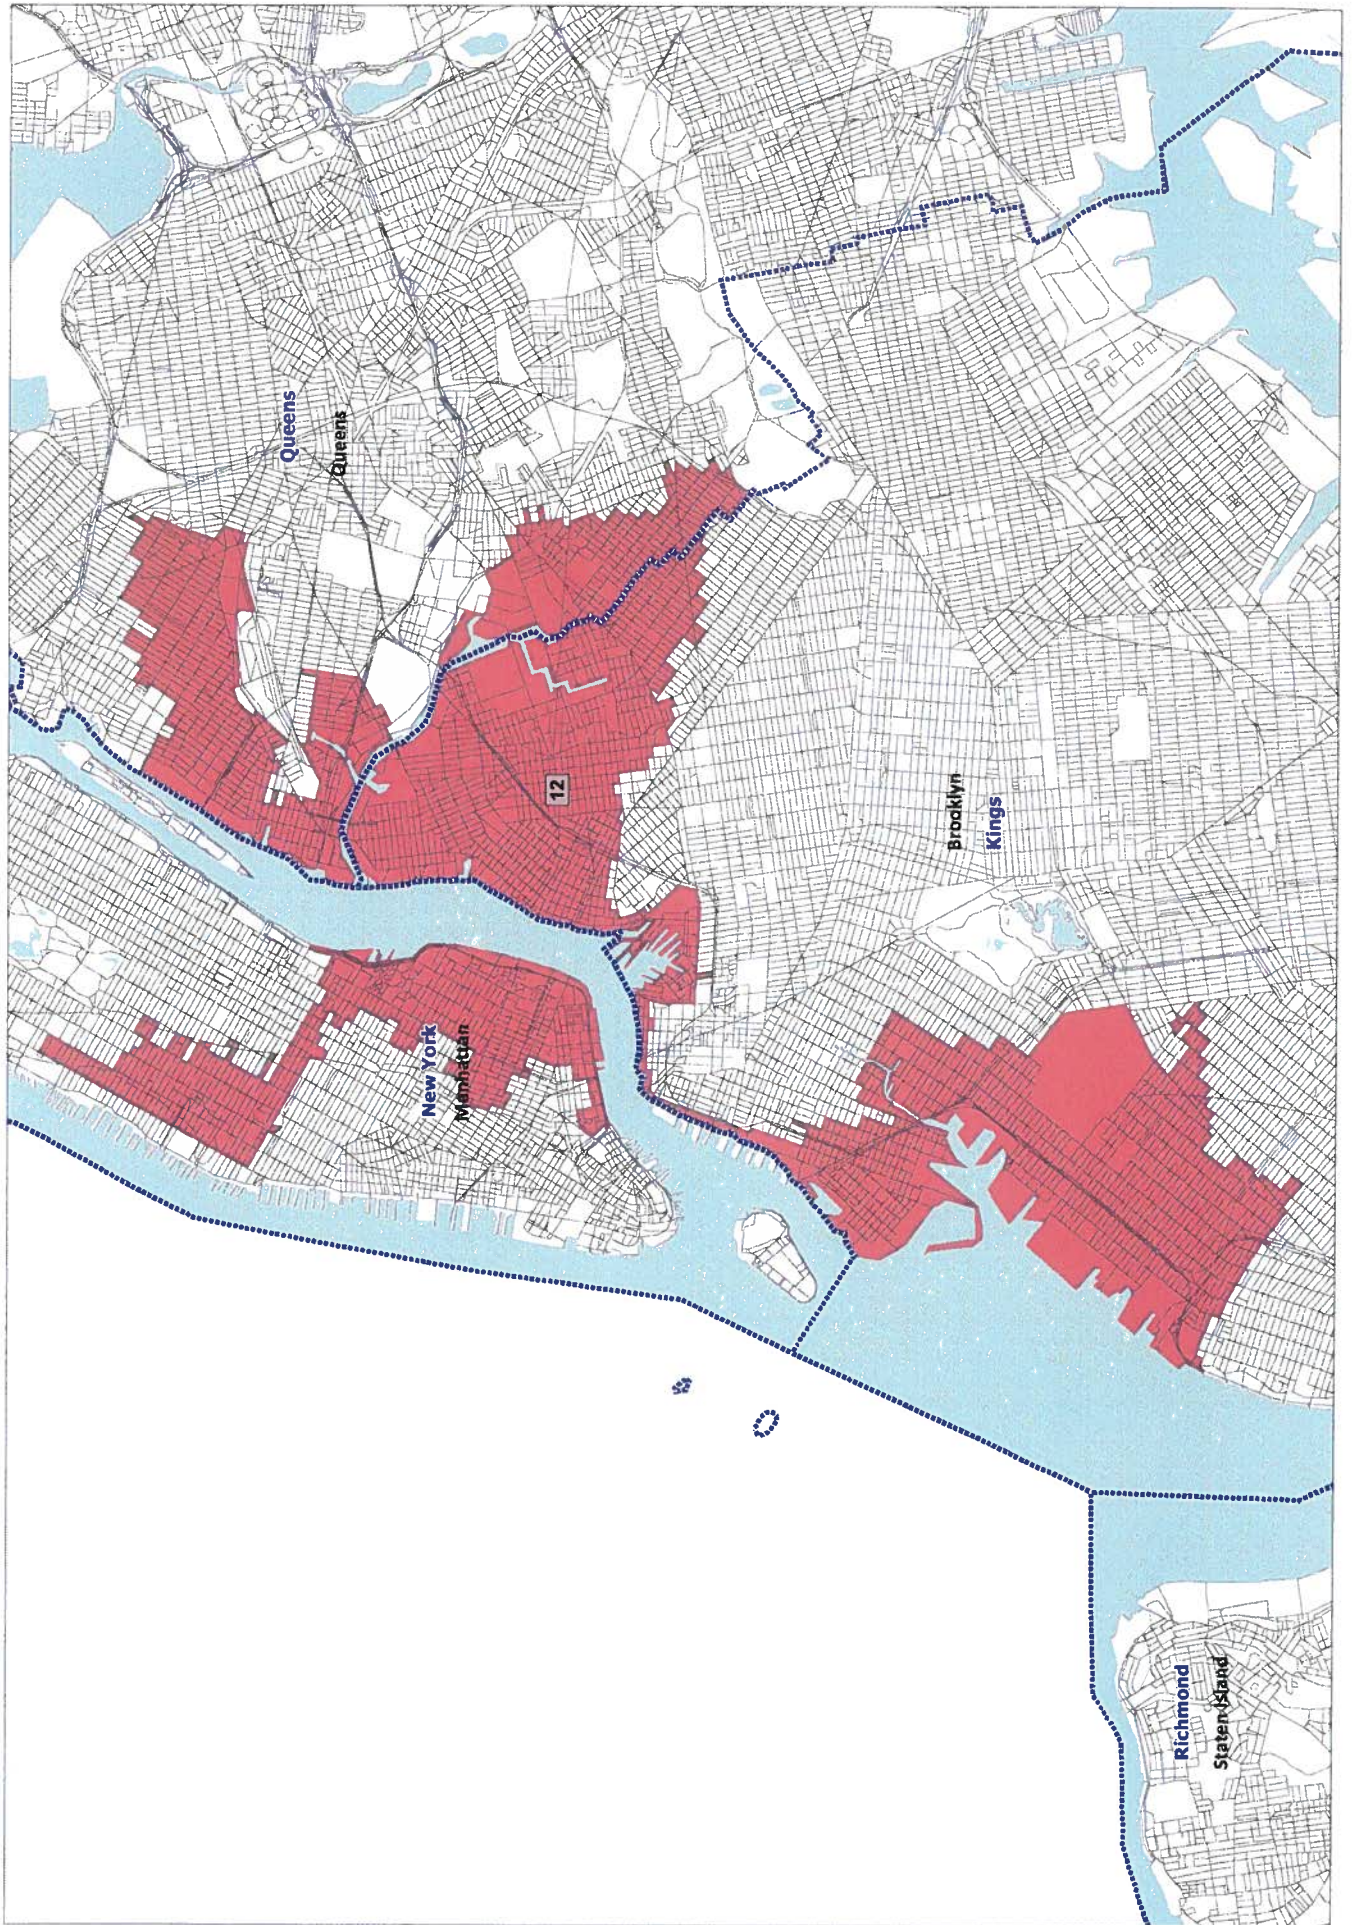 Queens
Queens
12
New York
Manhattan
Brooklyn
Kings
Richmond
Staten Island